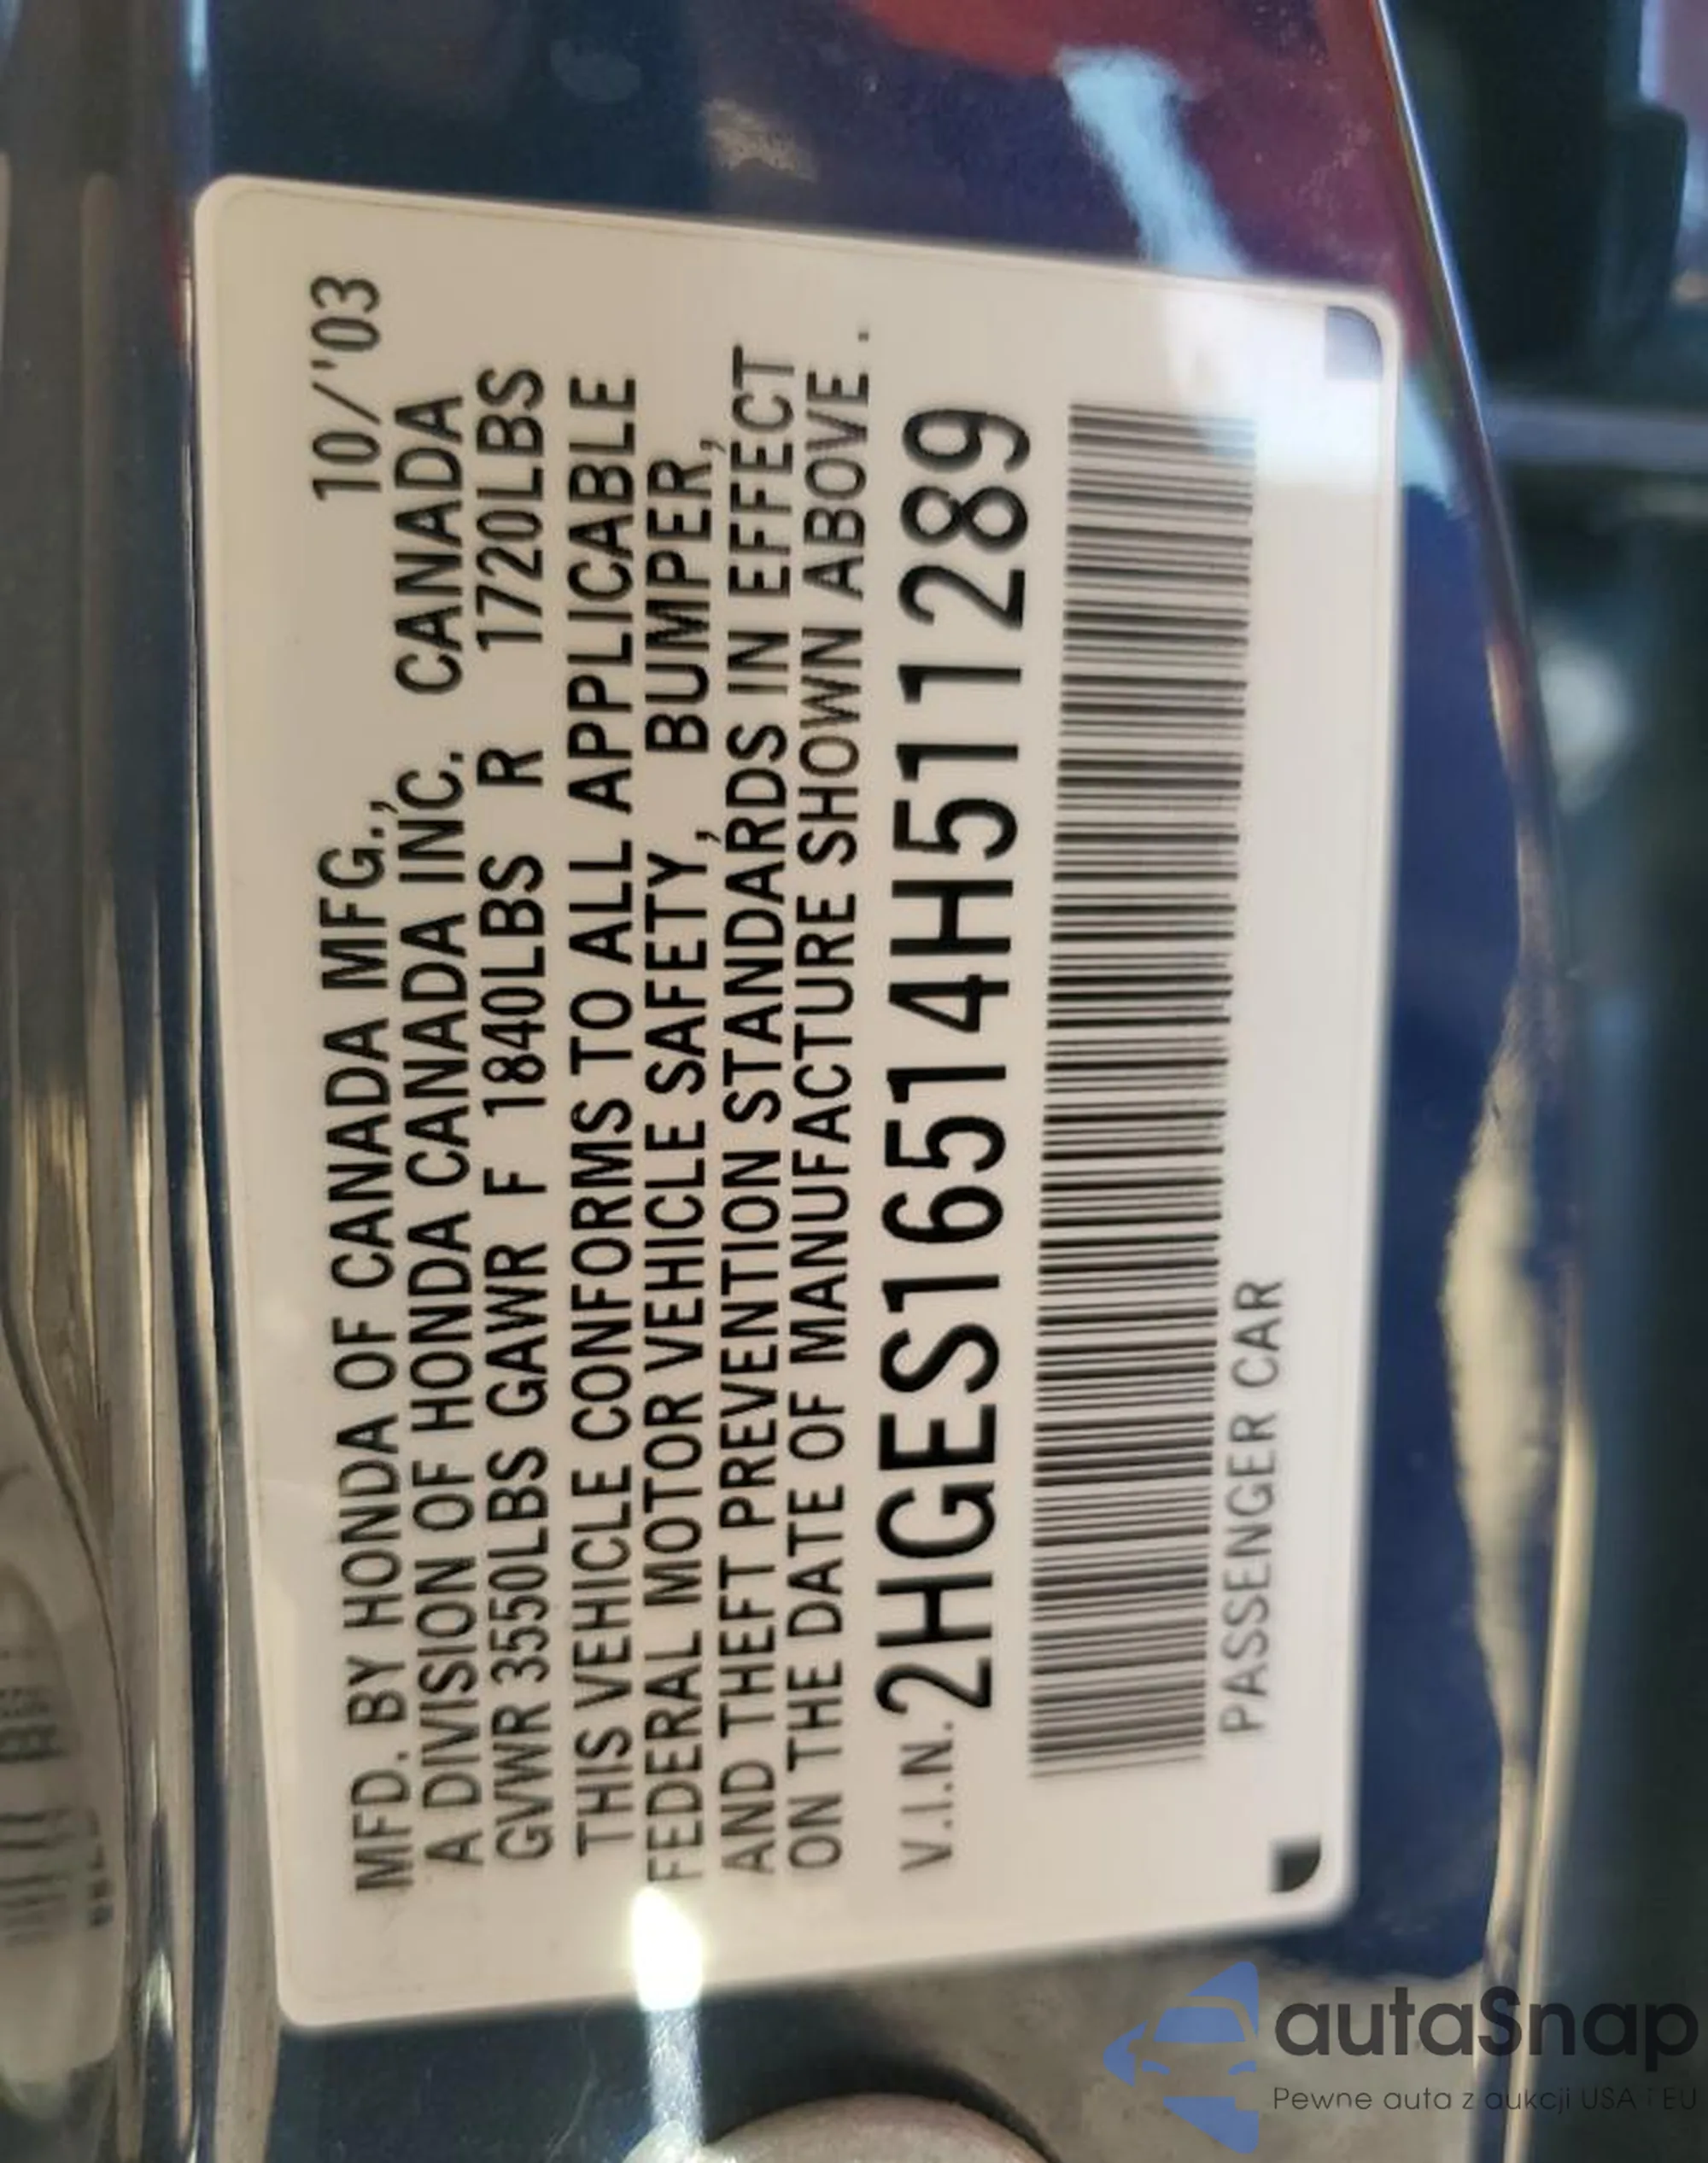 MFD. BY HONDA OF CANADA MFG., 10/'03
A DIVISION OF HONDA CANADA INC. CANADA
GVWR 3550LBS GAWR F 1840LBS R 1720LBS
THIS VEHICLE CONFORMS TO ALL APPLICABLE
FEDERAL MOTOR VEHICLE SAFETY, BUMPER,
AND THEFT PREVENTION STANDARDS IN EFFECT
ON THE DATE OF MANUFACTURE SHOWN ABOVE.
V.I.N. 2HGES16514H511289
PASSENGER CAR
autaSnap
Pewne auta z aukcji USA i EU